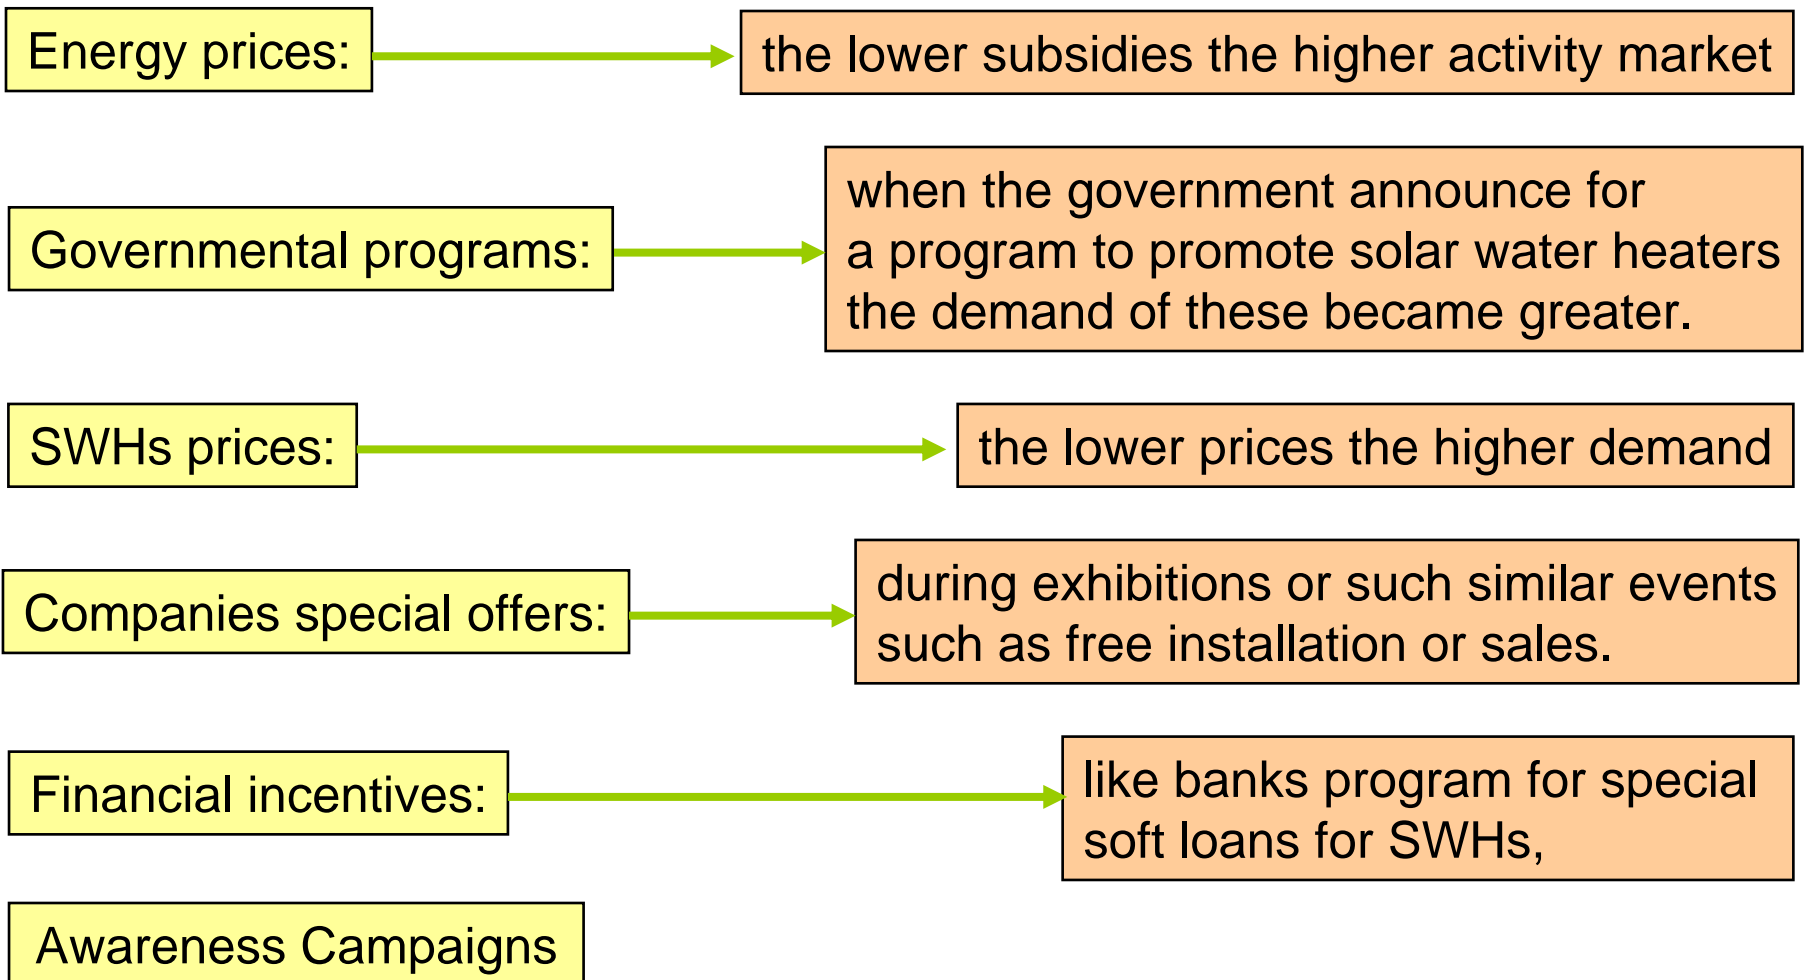 Energy prices:
the lower subsidies the higher activity market
when the government announce for
Governmental programs:
a program to promote solar water heaters
the demand of these became greater.
SWHs prices:
the lower prices the higher demand
Companies special offers:
during exhibitions or such similar events
such as free installation or sales.
Financial incentives:
like banks program for special
soft loans for SWHs,
Awareness Campaigns